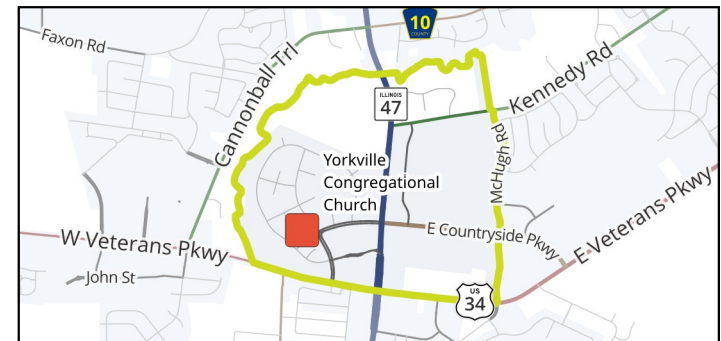 10
COUNTY
Faxon Rd
Cannonball Trl
ILLINOIS
47
Kennedy Rd
Yorkville
Congregational
Church
McHugh Rd
W Veterans Pkwy
E Countryside Pkwy
E Veterans Pkwy
John St
US
34